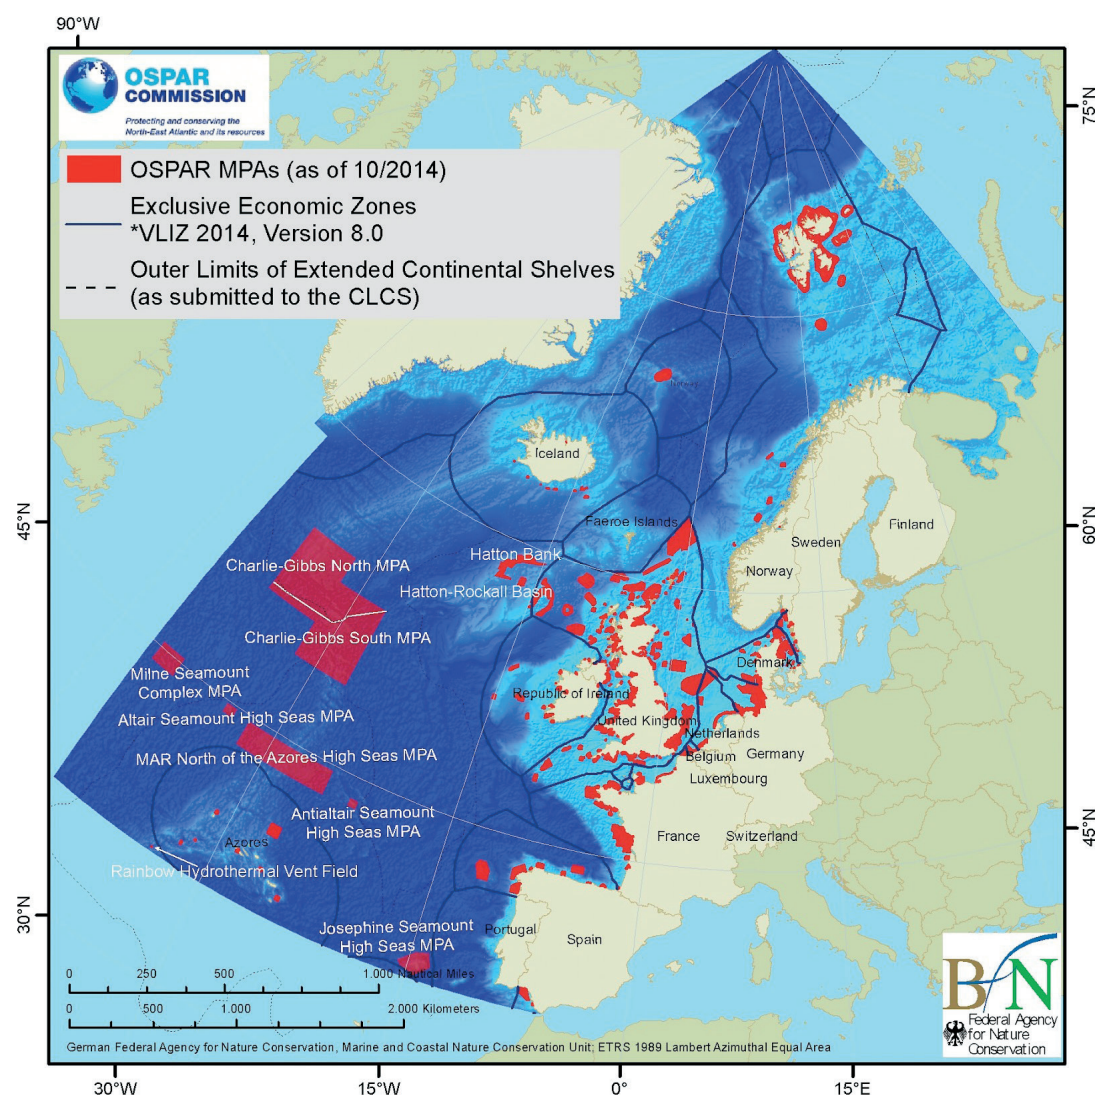 90°W
OSPAR
COMMISSION
Protecting and conserving the
North-East Atlantic and its resources
75°N
OSPAR MPAs (as of 10/2014)
Exclusive Economic Zones
*VLIZ 2014, Version 8.0
Outer Limits of Extended Continental Shelves
(as submitted to the CLCS)
Norway
Iceland
45°N
60°N
Faeroe Islands
Finland
Sweden
Hatton Bank
Charlie-Gibbs North MPA
Norway
Hatton-Rockall Basin
Charlie-Gibbs South MPA
Denmark
Milne Seamount
Complex MPA
Republic of Ireland
Altair Seamount High Seas MPA
United Kingdom
Netherlands
MAR North of the Azores High Seas MPA
Belgium
Germany
Luxembourg
Antialtair Seamount
High Seas MPA
45°N
France
Switzerland
Azores
Rainbow Hydrothermal Vent Field
30°N
Josephine Seamount
High Seas MPA
Portugal
Spain
0 250 500 1.000 Nautical Miles
0 500 1.000 2.000 Kilometers
BfN
Federal Agency
for Nature
Conservation
German Federal Agency for Nature Conservation, Marine and Coastal Nature Conservation Unit; ETRS 1989 Lambert Azimuthal Equal Area
30°W
15°W
0°
15°E